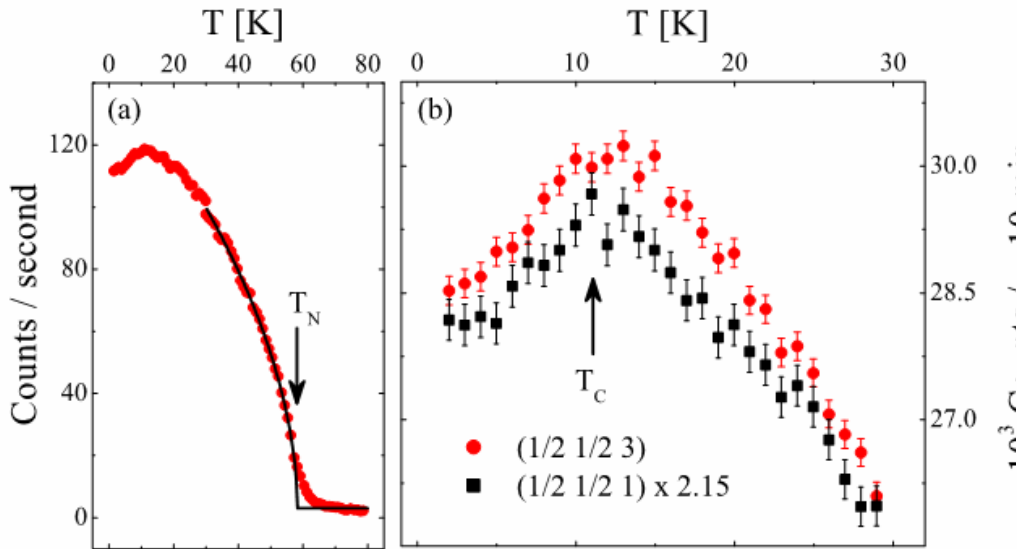 T [K]
0 20 40 60 80
(a)
120
80
40
0
Counts / second
T_N
T [K]
0 10 20 30
(b)
30.0
28.5
27.0
T_C
(1/2 1/2 3)
(1/2 1/2 1) x 2.15